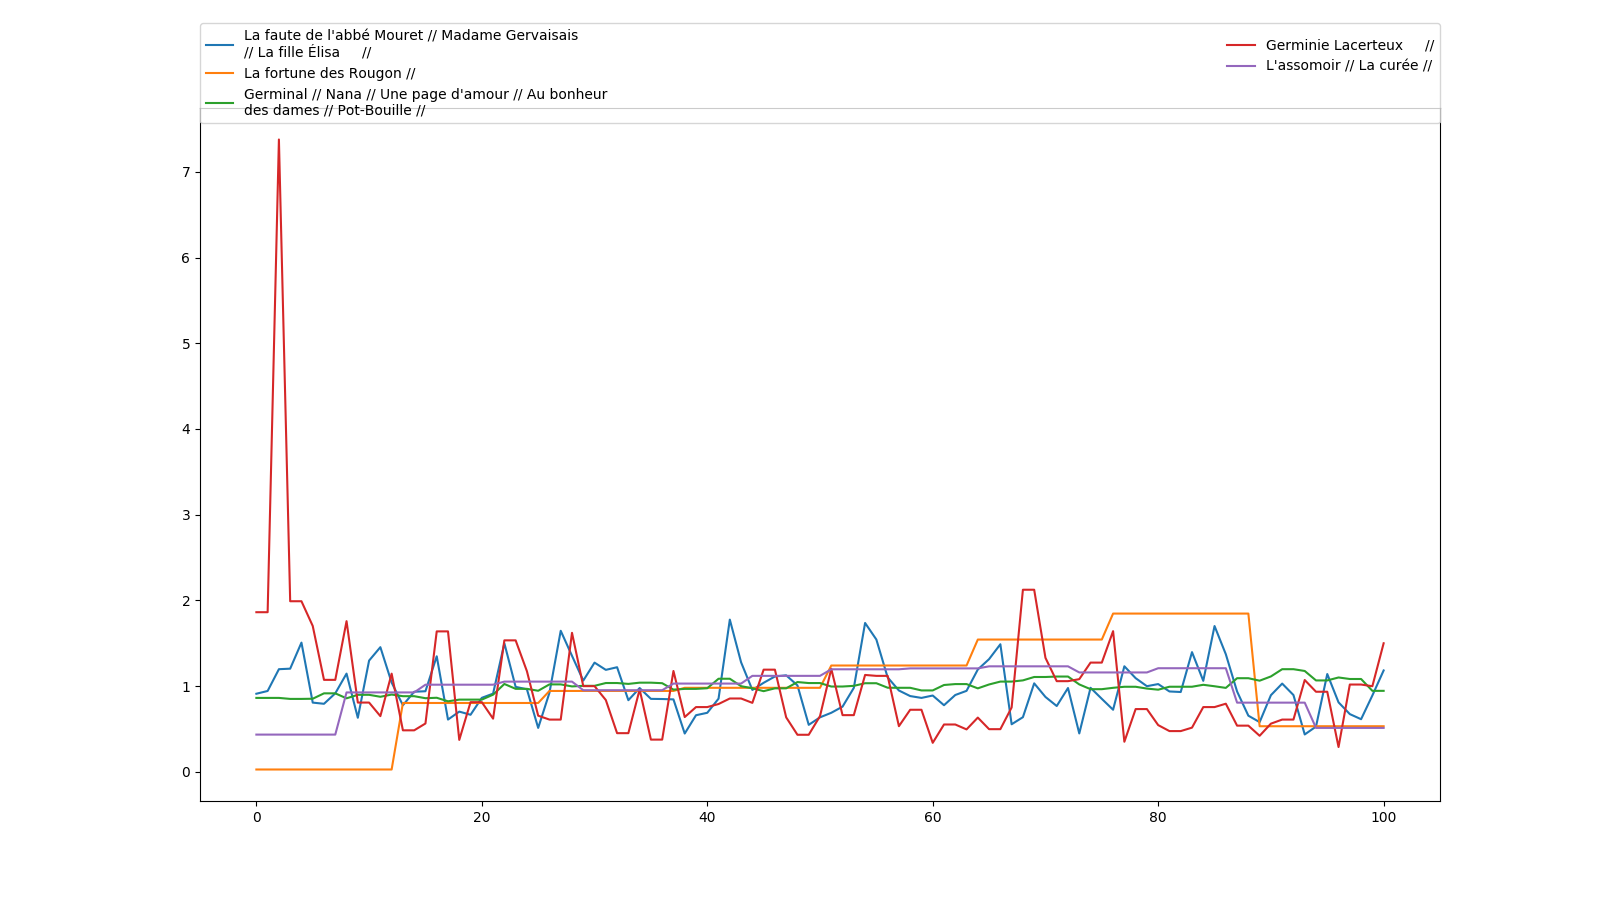 La faute de l'abbé Mouret // Madame Gervaisais
// La fille Élisa     //
La fortune des Rougon //
Germinal // Nana // Une page d'amour // Au bonheur
des dames // Pot-Bouille //
Germinie Lacerteux     //
L'assomoir // La curée //
7
6
5
4
3
2
1
0
0 20 40 60 80 100